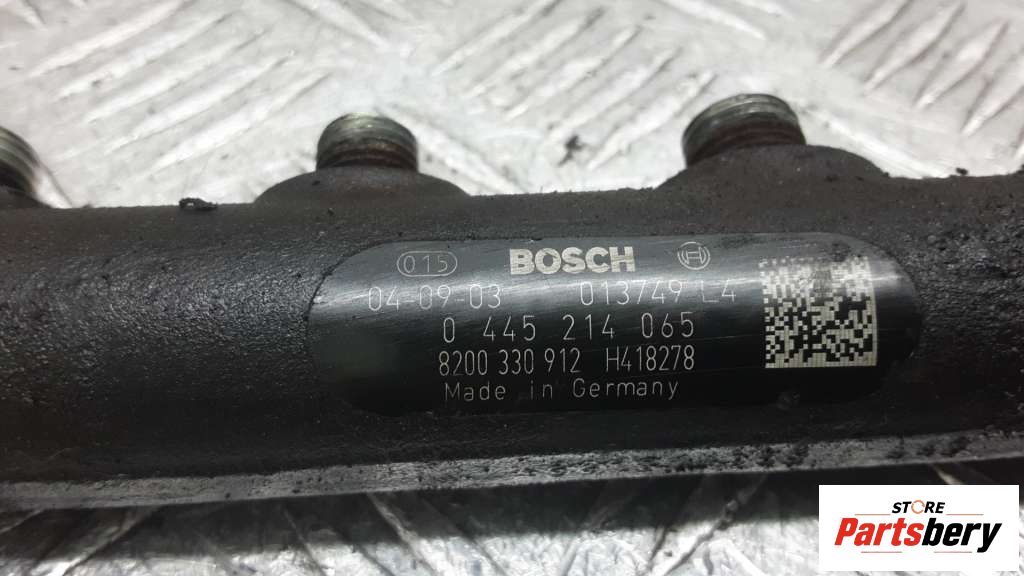 015 BOSCH
04-09-03 013749 L4
0 445 214 065
8200 330 912 H418278
Made in Germany
STORE
Partsbery